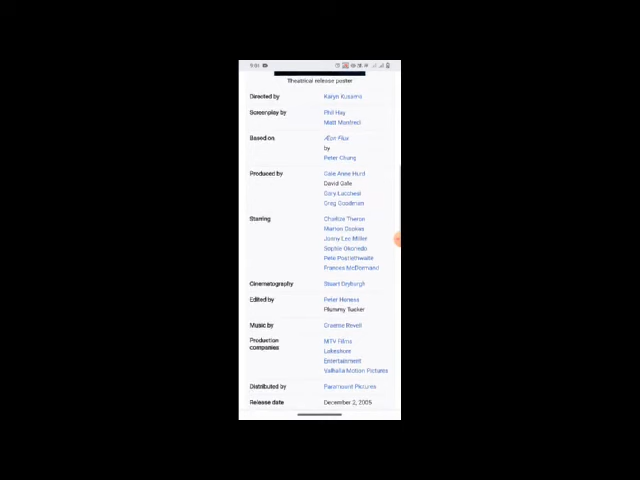 9:51
Theatrical release poster
Directed by Karyn Kusama
Screenplay by Phil Hay
Matt Manfredi
Based on Æon Flux
by
Peter Chung
Produced by Gale Anne Hurd
David Gale
Gary Lucchesi
Greg Goodman
Starring Charlize Theron
Marton Csokas
Jonny Lee Miller
Sophie Okonedo
Pete Postlethwaite
Frances McDormand
Cinematography Stuart Dryburgh
Edited by Peter Honess
Plummy Tucker
Music by Graeme Revell
Production MTV Films
companies Lakeshore
Entertainment
Valhalla Motion Pictures
Distributed by Paramount Pictures
Release date December 2, 2005